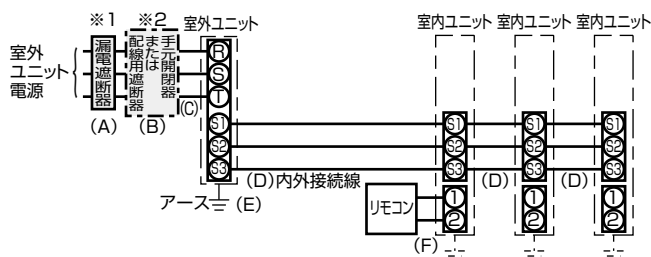 ※1
※2
室外ユニット
室内ユニット
室内ユニット
室内ユニット
室外
ユニット
電源
漏電遮断器
手元開閉器
または
配線用遮断器
R
S
T
(A)
(B)
(C)
S1
S2
S3
S1
S2
S3
S1
S2
S3
S1
S2
S3
(D)内外接続線
(D)
(D)
アース
(E)
リモコン
1
2
1
2
1
2
(F)